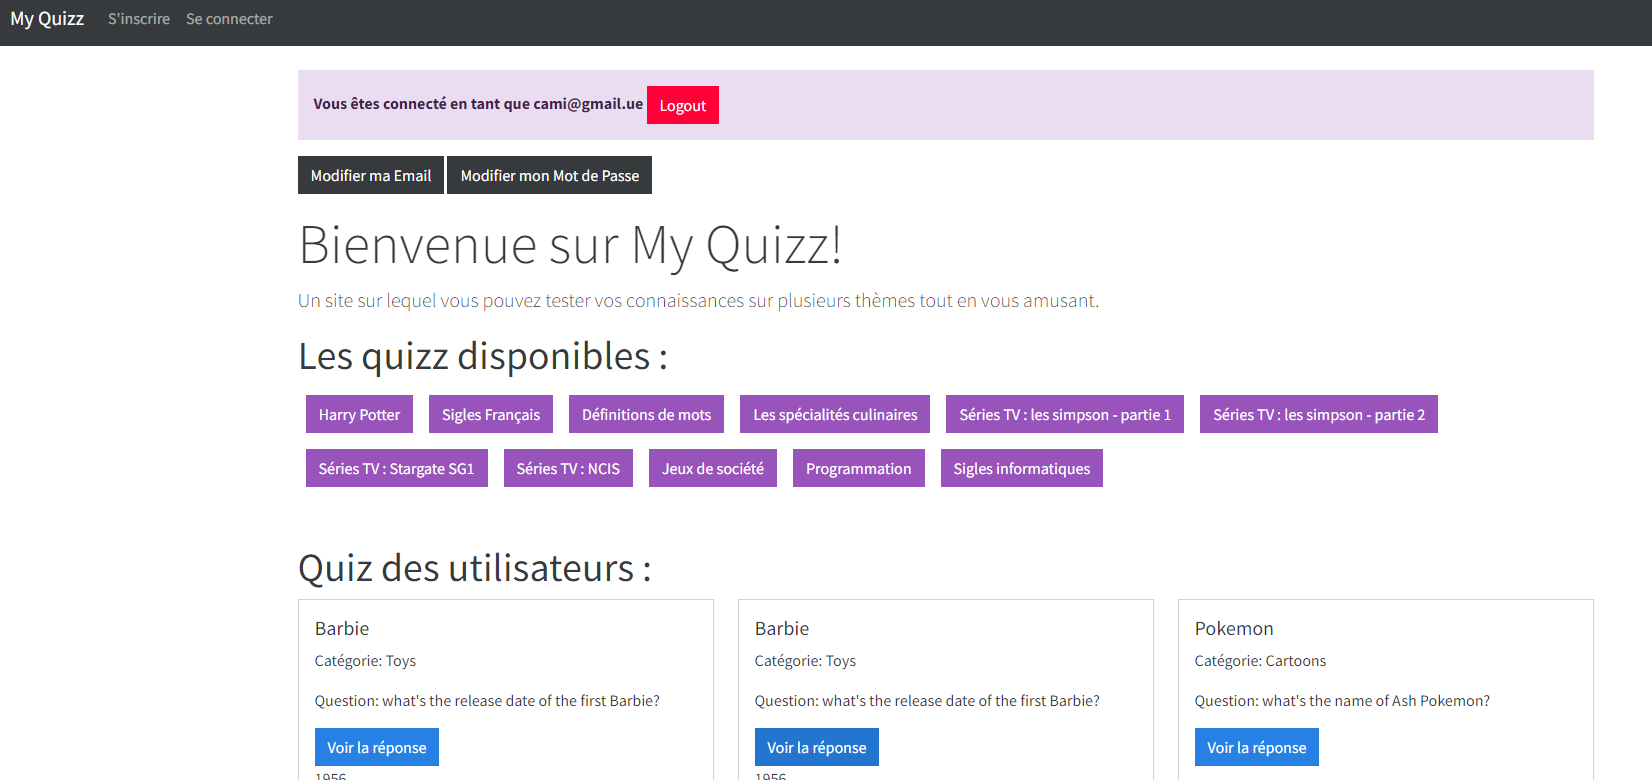 My Quizz S'inscrire Se connecter
Vous êtes connecté en tant que cami@gmail.ue Logout
Modifier ma Email Modifier mon Mot de Passe
Bienvenue sur My Quizz!
Un site sur lequel vous pouvez tester vos connaissances sur plusieurs thèmes tout en vous amusant.
Les quizz disponibles :
Harry Potter Sigles Français Définitions de mots Les spécialités culinaires Séries TV : les simpson - partie 1 Séries TV : les simpson - partie 2
Séries TV : Stargate SG1 Séries TV : NCIS Jeux de société Programmation Sigles informatiques
Quiz des utilisateurs :
Barbie Barbie Pokemon
Catégorie: Toys Catégorie: Toys Catégorie: Cartoons
Question: what's the release date of the first Barbie? Question: what's the release date of the first Barbie? Question: what's the name of Ash Pokemon?
Voir la réponse Voir la réponse Voir la réponse
1956 1956